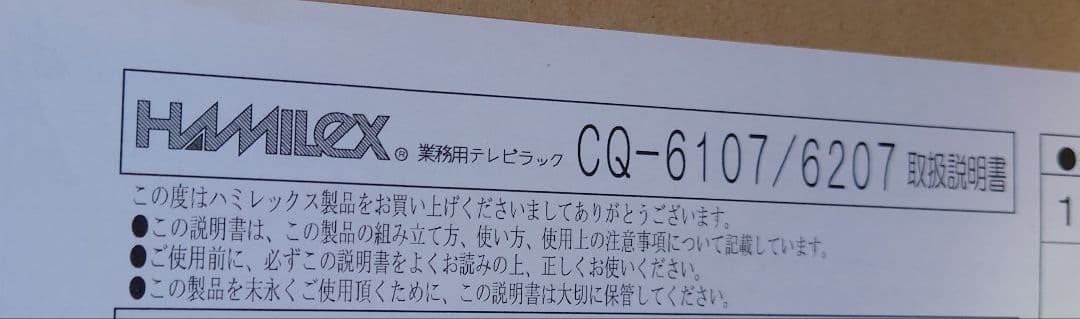 HAMILEX® 業務用テレビラック CQ-6107/6207 取扱説明書
この度はハミレックス製品をお買い上げくださいましてありがとうございます。
●この説明書は、この製品の組み立て方、使い方、使用上の注意事項について記載しています。
●ご使用前に、必ずこの説明書をよくお読みの上、正しくお使いください。
●この製品を末永くご使用頂くために、この説明書は大切に保管してください。
●
1